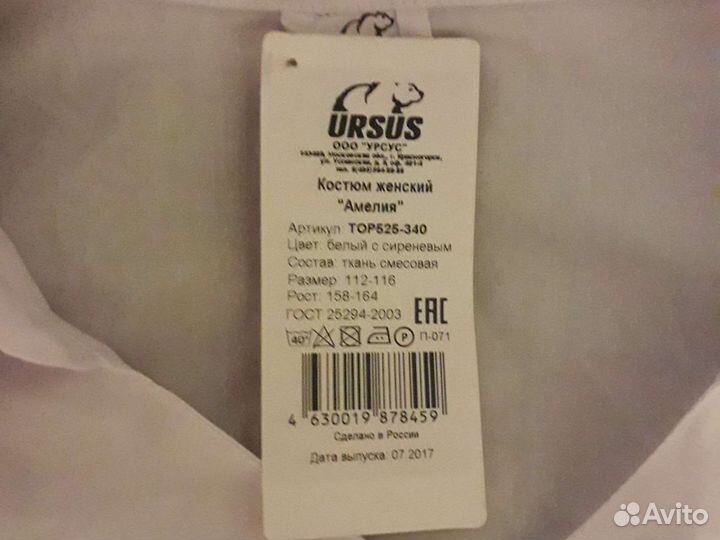 URSUS
ООО "УРСУС"
Костюм женский
"Амелия"
Артикул ТОР525-340
Цвет: белый с сиреневым
Состав: ткань смесовая
Размер: 112-116
Рост: 158-164
ГОСТ 25294-2003 EAC
40° P П-071
4 630019 878459
Сделано в России
Дата выпуска: 07.2017
Avito